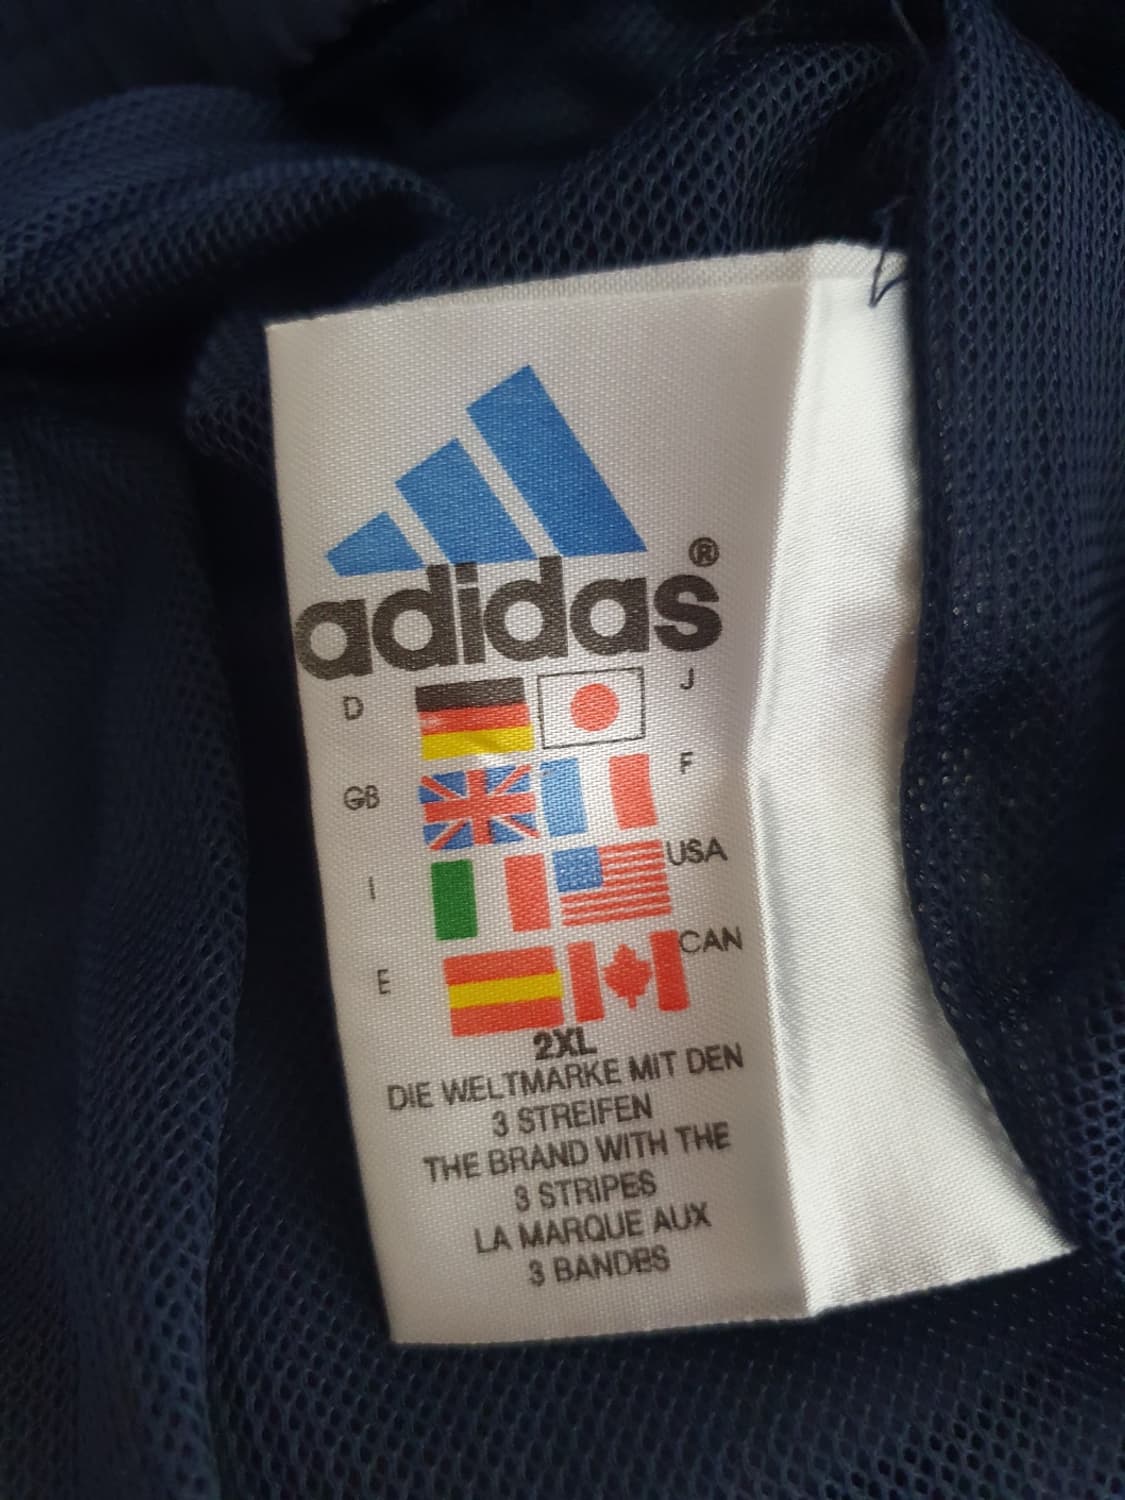 adidas®
D J
GB F
I USA
E CAN
2XL
DIE WELTMARKE MIT DEN
3 STREIFEN
THE BRAND WITH THE
3 STRIPES
LA MARQUE AUX
3 BANDES